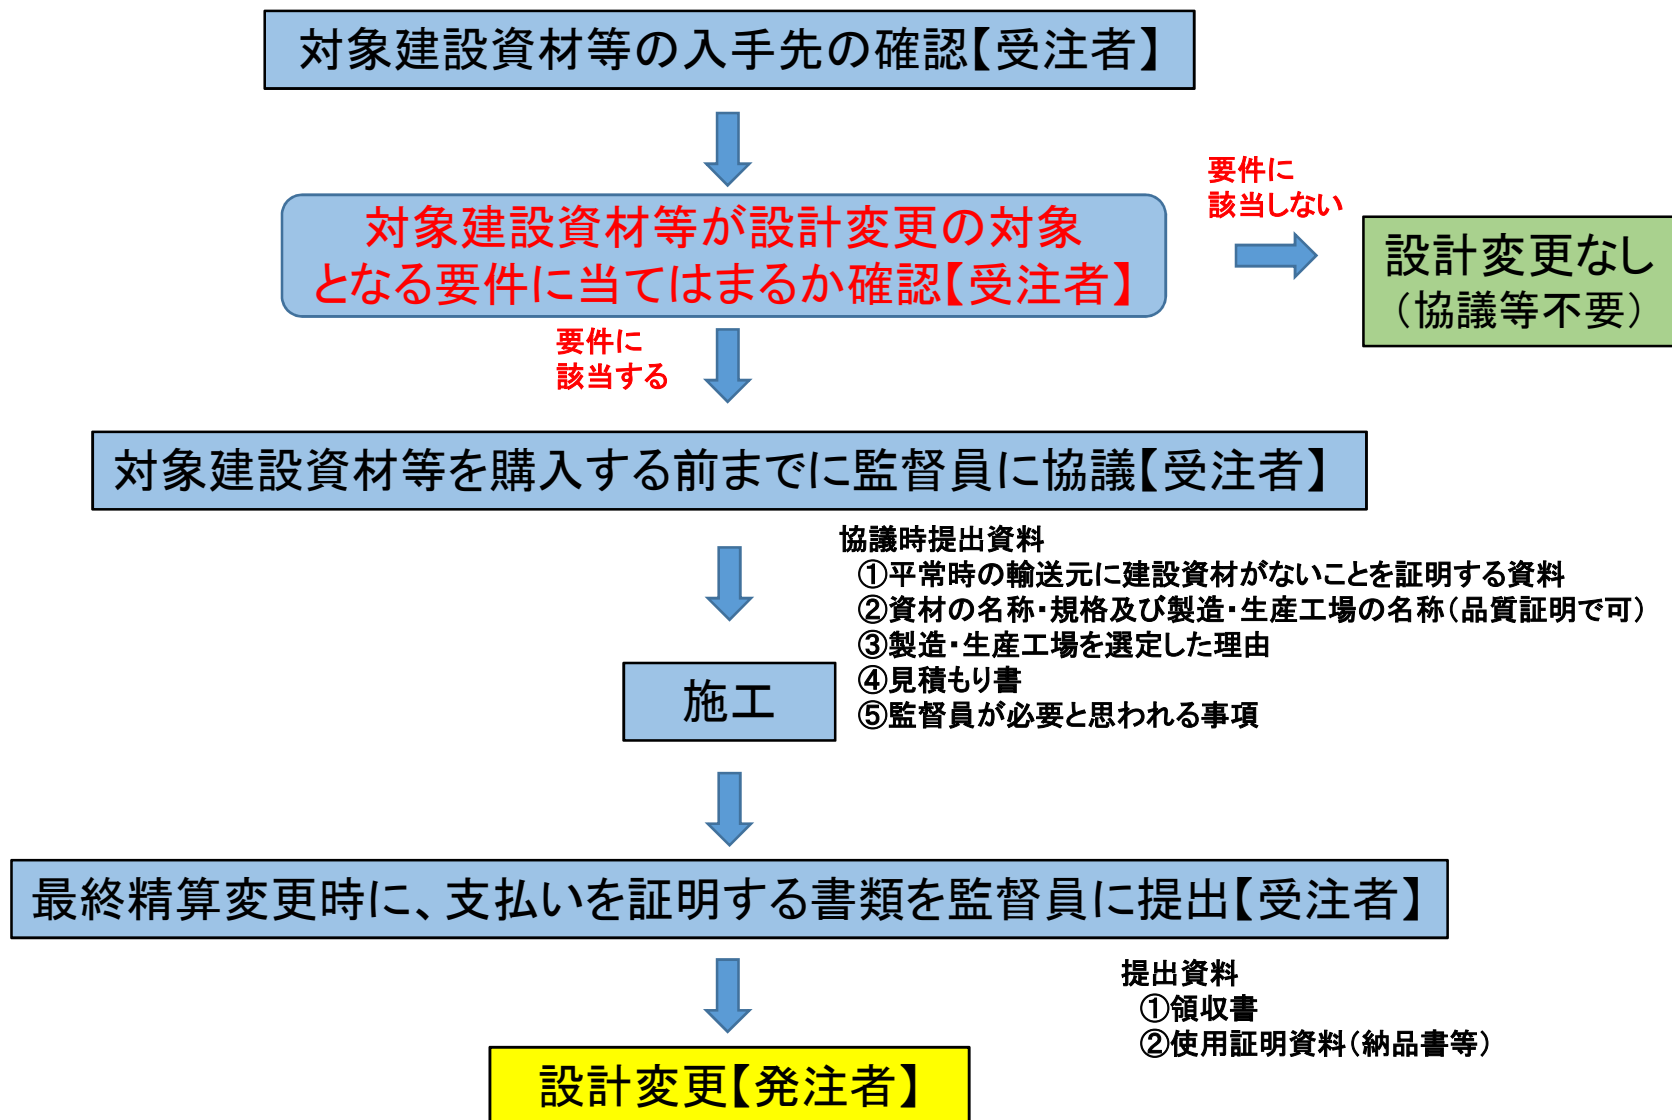 対象建設資材等の入手先の確認【受注者】
要件に
該当しない
対象建設資材等が設計変更の対象
となる要件に当てはまるか確認【受注者】
設計変更なし
（協議等不要）
要件に
該当する
対象建設資材等を購入する前までに監督員に協議【受注者】
協議時提出資料
①平常時の輸送元に建設資材がないことを証明する資料
②資材の名称・規格及び製造・生産工場の名称（品質証明で可）
③製造・生産工場を選定した理由
④見積もり書
⑤監督員が必要と思われる事項
施工
最終精算変更時に、支払いを証明する書類を監督員に提出【受注者】
提出資料
①領収書
②使用証明資料（納品書等）
設計変更【発注者】